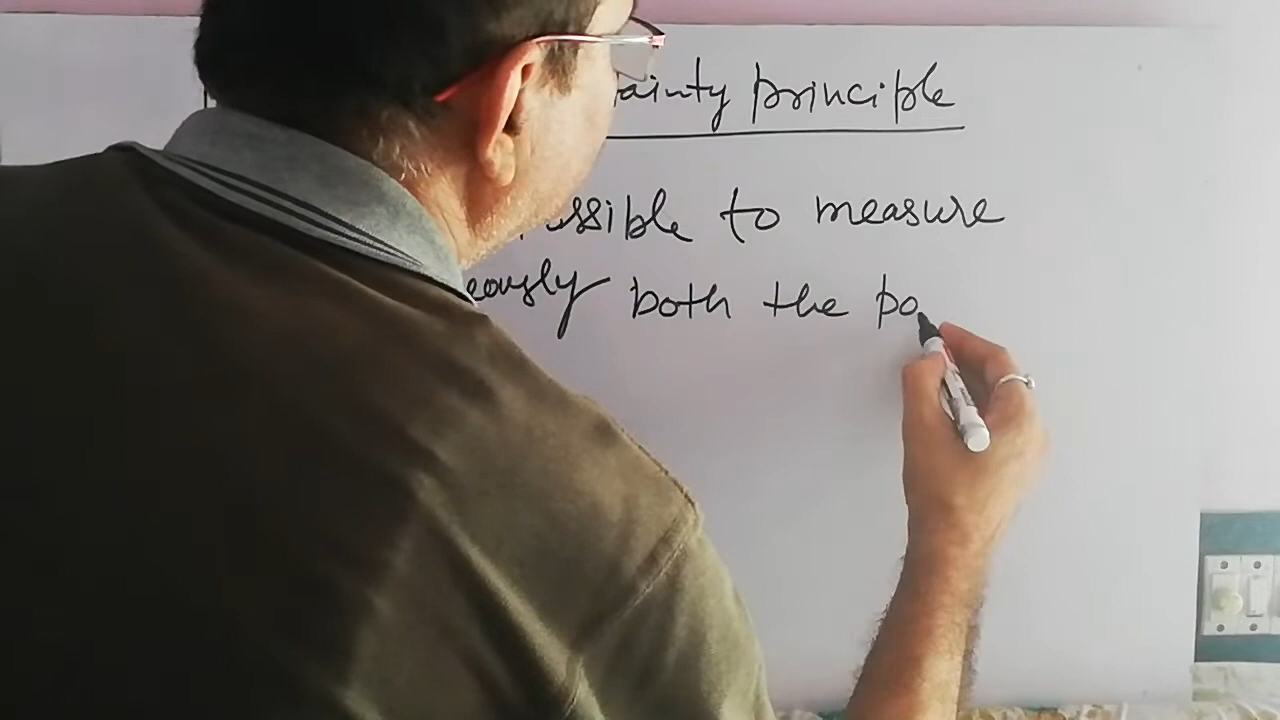 ainty principle
ssible to measure
eously both the po